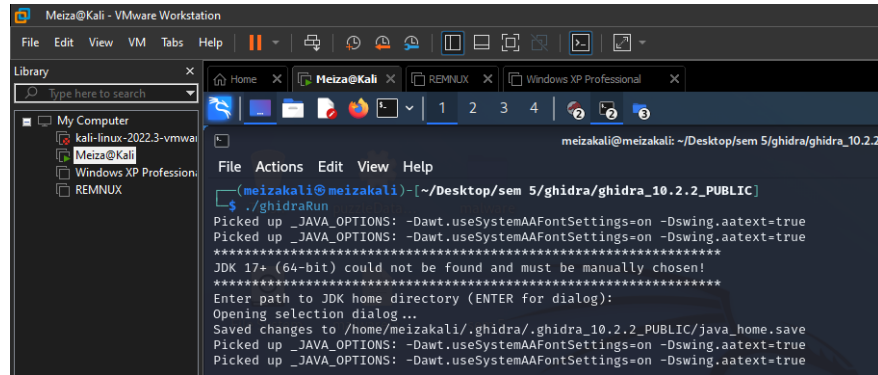 Meiza@Kali - VMware Workstation
File Edit View VM Tabs Help
Library
Home Meiza@Kali REMNUX Windows XP Professional
Type here to search
1 2 3 4 2 2 3
My Computer
kali-linux-2022.3-vmwa
Meiza@Kali
Windows XP Profession
REMNUX
meizakali@meizakali: ~/Desktop/sem 5/ghidra/ghidra_10.2.2
File Actions Edit View Help
(meizakali㉿meizakali)-[~/Desktop/sem 5/ghidra/ghidra_10.2.2_PUBLIC]
$ ./ghidraRun
Picked up _JAVA_OPTIONS: -Dawt.useSystemAAFontSettings=on -Dswing.aatext=true
Picked up _JAVA_OPTIONS: -Dawt.useSystemAAFontSettings=on -Dswing.aatext=true
*****************************************************************
JDK 17+ (64-bit) could not be found and must be manually chosen!
*****************************************************************
Enter path to JDK home directory (ENTER for dialog):
Opening selection dialog...
Saved changes to /home/meizakali/.ghidra/.ghidra_10.2.2_PUBLIC/java_home.save
Picked up _JAVA_OPTIONS: -Dawt.useSystemAAFontSettings=on -Dswing.aatext=true
Picked up _JAVA_OPTIONS: -Dawt.useSystemAAFontSettings=on -Dswing.aatext=true